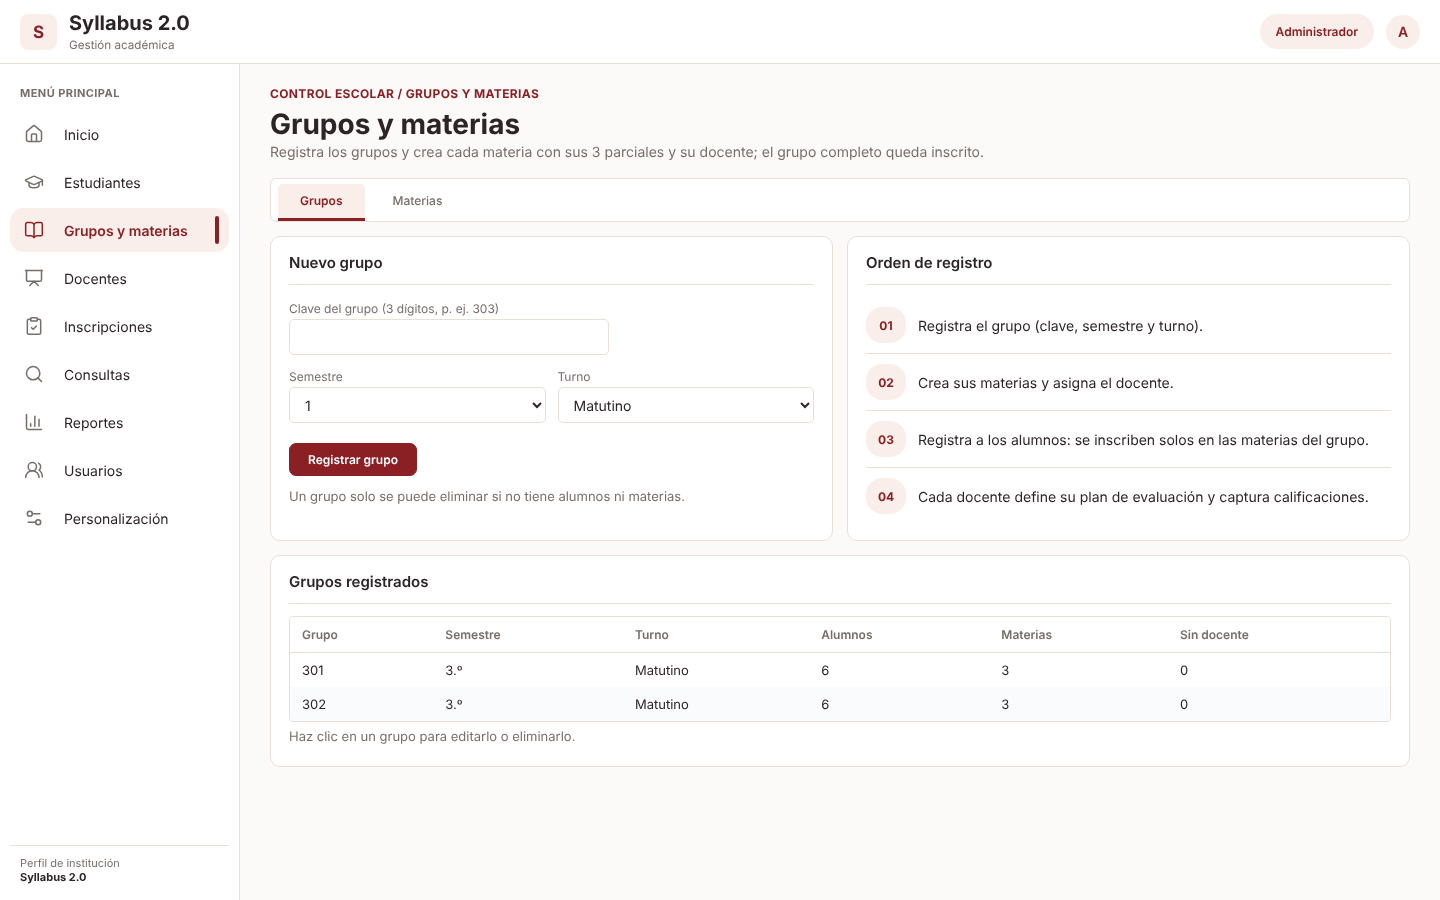 S
Syllabus 2.0
Gestión académica
Administrador
A
MENÚ PRINCIPAL
Inicio
Estudiantes
Grupos y materias
Docentes
Inscripciones
Consultas
Reportes
Usuarios
Personalización
Perfil de institución
Syllabus 2.0
CONTROL ESCOLAR / GRUPOS Y MATERIAS
Grupos y materias
Registra los grupos y crea cada materia con sus 3 parciales y su docente; el grupo completo queda inscrito.
Grupos Materias
Nuevo grupo
Clave del grupo (3 dígitos, p. ej. 303)
Semestre Turno
1 Matutino
Registrar grupo
Un grupo solo se puede eliminar si no tiene alumnos ni materias.
Orden de registro
01 Registra el grupo (clave, semestre y turno).
02 Crea sus materias y asigna el docente.
03 Registra a los alumnos: se inscriben solos en las materias del grupo.
04 Cada docente define su plan de evaluación y captura calificaciones.
Grupos registrados
Grupo Semestre Turno Alumnos Materias Sin docente
301 3.º Matutino 6 3 0
302 3.º Matutino 6 3 0
Haz clic en un grupo para editarlo o eliminarlo.